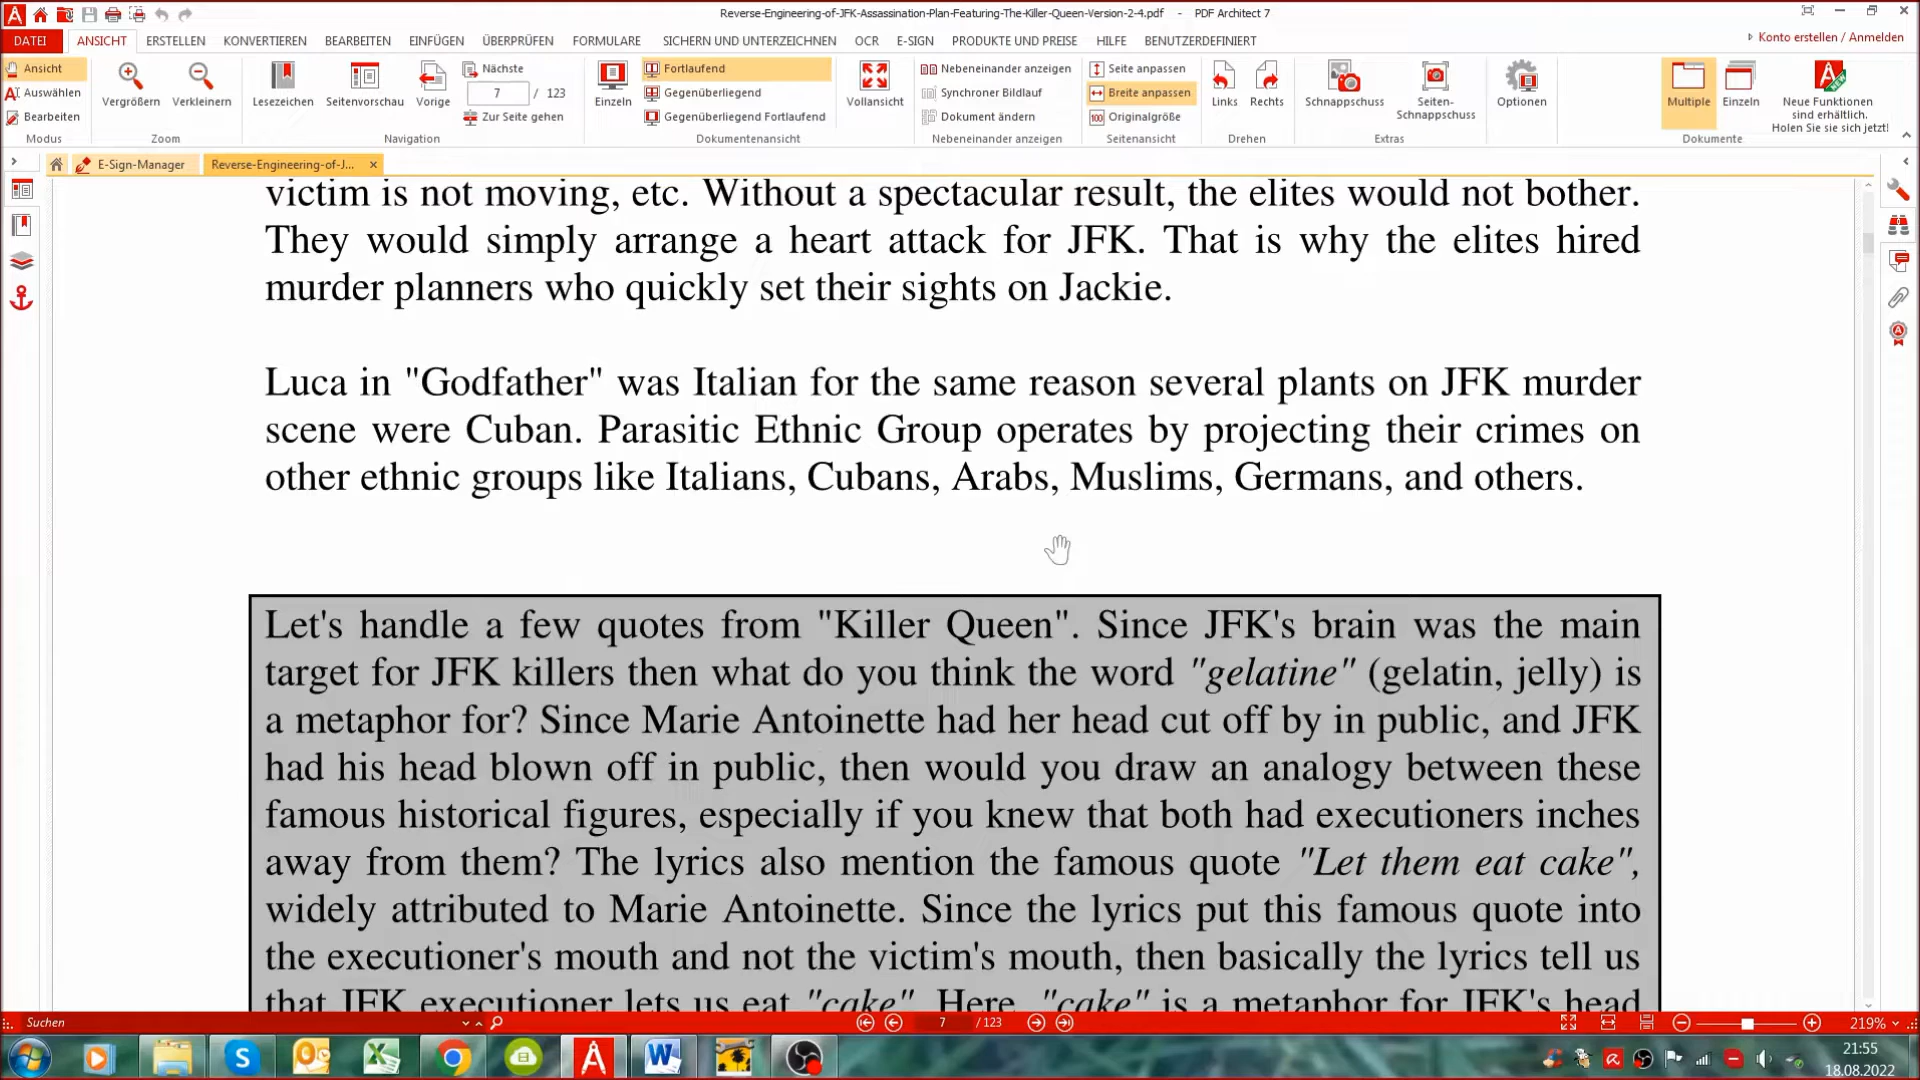 Reverse-Engineering-of-JFK-Assassination-Plan-Featuring-The-Killer-Queen-Version-2-4.pdf - PDF Architect 7
DATEI ANSICHT ERSTELLEN KONVERTIEREN BEARBEITEN EINFÜGEN ÜBERPRÜFEN FORMULARE SICHERN UND UNTERZEICHNEN OCR E-SIGN PRODUKTE UND PREISE HILFE BENUTZERDEFINIERT Konto erstellen / Anmelden
Ansicht
Auswählen
Bearbeiten
Modus
Vergrößern Verkleinern
Zoom
Lesezeichen Seitenvorschau Vorige
Nächste
7 / 123
Zur Seite gehen
Navigation
Einzeln
Fortlaufend
Gegenüberliegend
Gegenüberliegend Fortlaufend
Dokumentenansicht
Vollansicht
Nebeneinander anzeigen
Synchroner Bildlauf
Dokument ändern
Nebeneinander anzeigen
Seite anpassen
Breite anpassen
100 Originalgröße
Seitenansicht
Links Rechts
Drehen
Schnappschuss
Seiten-
Schnappschuss
Extras
Optionen
Multiple Einzeln
Neue Funktionen
sind erhältlich.
Holen Sie sie sich jetzt!
Dokumente
E-Sign-Manager
Reverse-Engineering-of-J...
victim is not moving, etc. Without a spectacular result, the elites would not bother.
They would simply arrange a heart attack for JFK. That is why the elites hired
murder planners who quickly set their sights on Jackie.
Luca in "Godfather" was Italian for the same reason several plants on JFK murder
scene were Cuban. Parasitic Ethnic Group operates by projecting their crimes on
other ethnic groups like Italians, Cubans, Arabs, Muslims, Germans, and others.
Let's handle a few quotes from "Killer Queen". Since JFK's brain was the main
target for JFK killers then what do you think the word "gelatine" (gelatin, jelly) is
a metaphor for? Since Marie Antoinette had her head cut off by in public, and JFK
had his head blown off in public, then would you draw an analogy between these
famous historical figures, especially if you knew that both had executioners inches
away from them? The lyrics also mention the famous quote "Let them eat cake",
widely attributed to Marie Antoinette. Since the lyrics put this famous quote into
the executioner's mouth and not the victim's mouth, then basically the lyrics tell us
that JFK executioner lets us eat "cake". Here, "cake" is a metaphor for JFK's head
Suchen
7 / 123
219%
21:55
18.08.2022